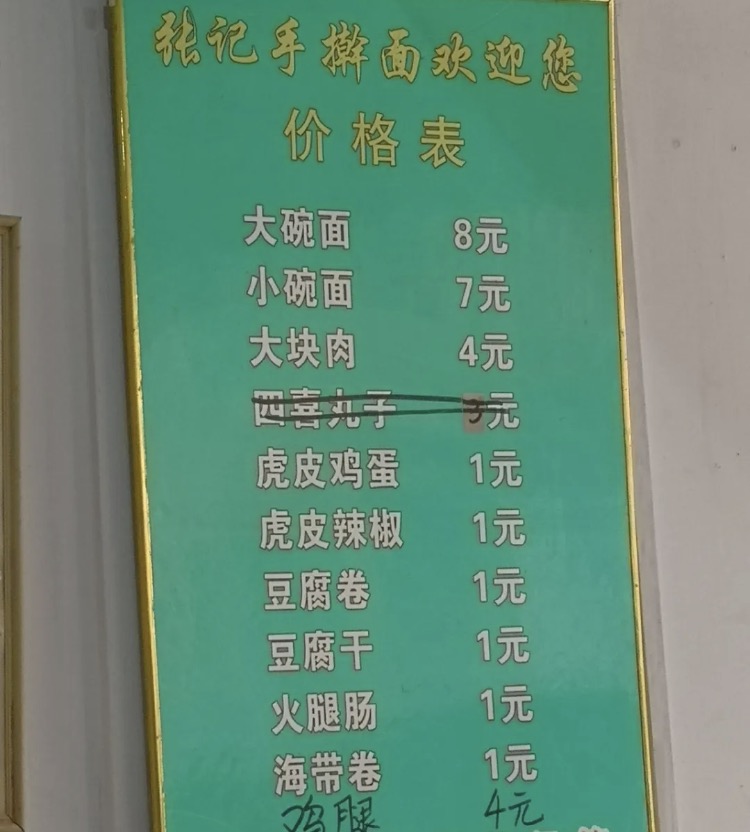 张记手擀面欢迎您
价格表
大碗面 8元
小碗面 7元
大块肉 4元
四喜丸子 3元
虎皮鸡蛋 1元
虎皮辣椒 1元
豆腐卷 1元
豆腐干 1元
火腿肠 1元
海带卷 1元
鸡腿 4元